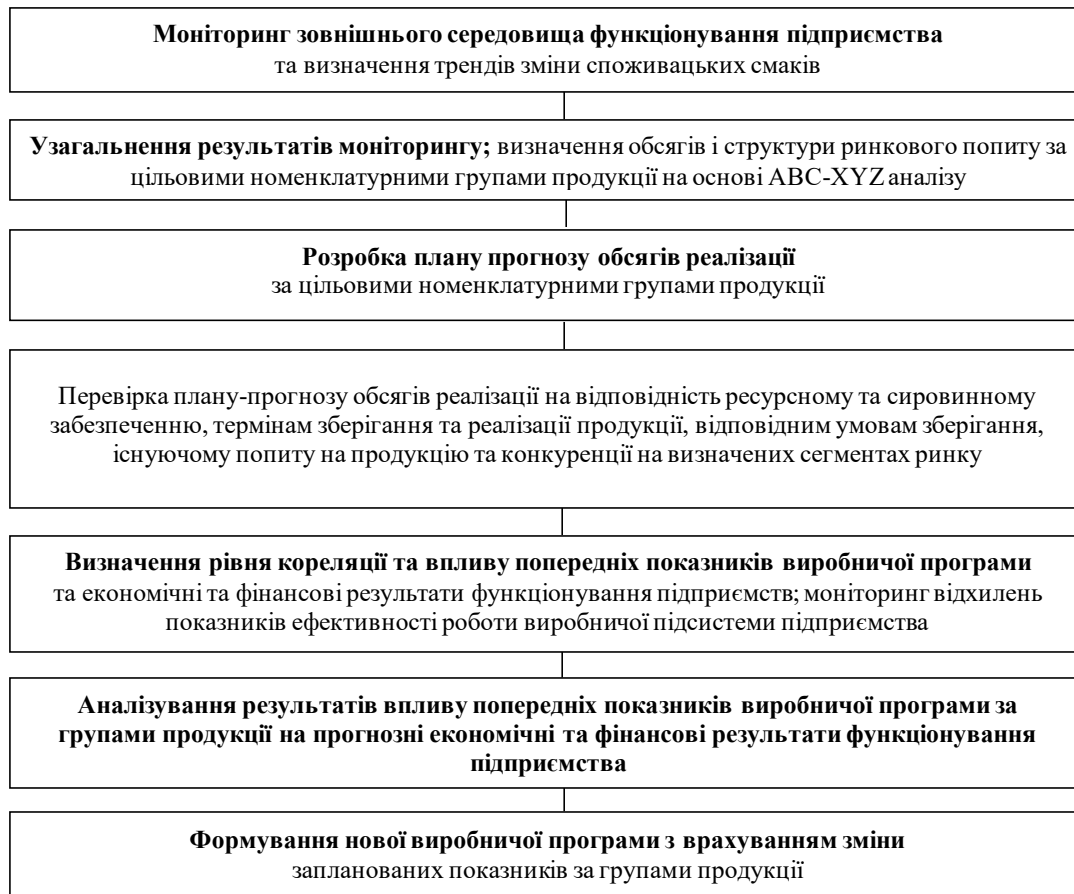 Моніторинг зовнішнього середовища функціонування підприємства
та визначення трендів зміни споживацьких смаків
Узагальнення результатів моніторингу; визначення обсягів і структури ринкового попиту за
цільовими номенклатурними групами продукції на основі ABC-XYZ аналізу
Розробка плану прогнозу обсягів реалізації
за цільовими номенклатурними групами продукції
Перевірка плану-прогнозу обсягів реалізації на відповідність ресурсному та сировинному
забезпеченню, термінам зберігання та реалізації продукції, відповідним умовам зберігання,
існуючому попиту на продукцію та конкуренції на визначених сегментах ринку
Визначення рівня кореляції та впливу попередніх показників виробничої програми
та економічні та фінансові результати функціонування підприємств; моніторинг відхилень
показників ефективності роботи виробничої підсистеми підприємства
Аналізування результатів впливу попередніх показників виробничої програми за
групами продукції на прогнозні економічні та фінансові результати функціонування
підприємства
Формування нової виробничої програми з врахуванням зміни
запланованих показників за групами продукції